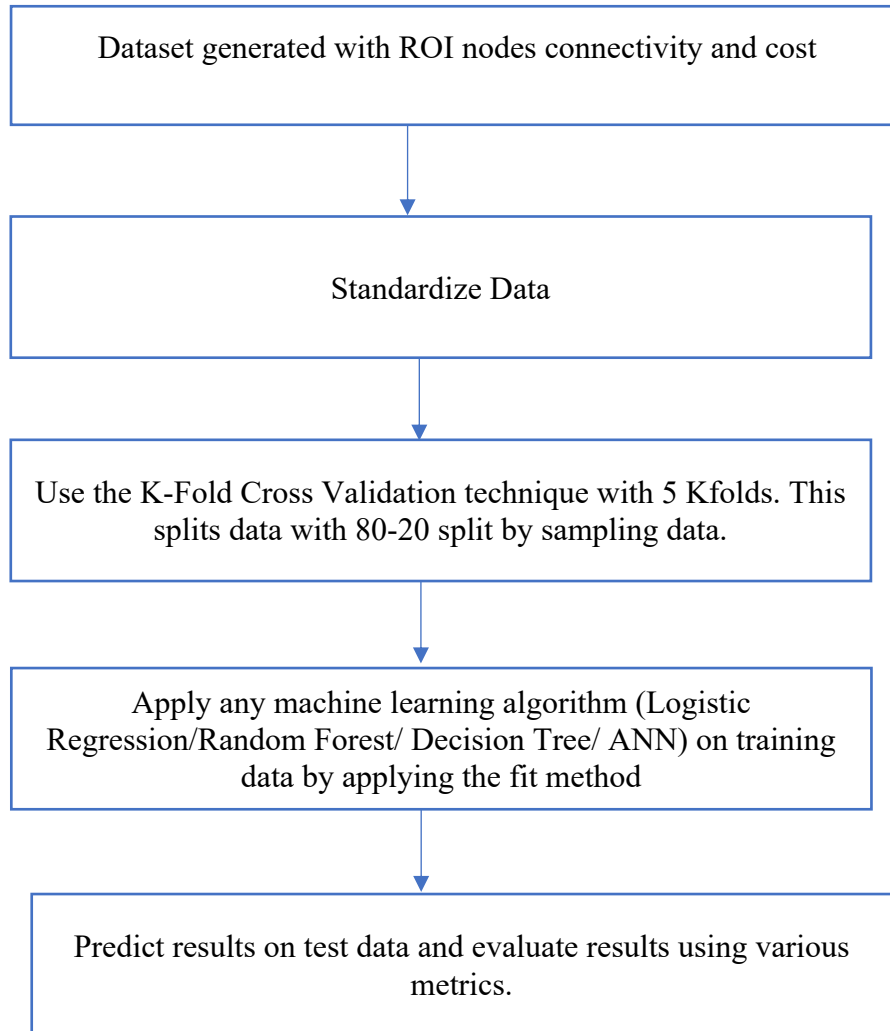 Dataset generated with ROI nodes connectivity and cost
Standardize Data
Use the K-Fold Cross Validation technique with 5 Kfolds. This
splits data with 80-20 split by sampling data.
Apply any machine learning algorithm (Logistic
Regression/Random Forest/ Decision Tree/ ANN) on training
data by applying the fit method
Predict results on test data and evaluate results using various
metrics.